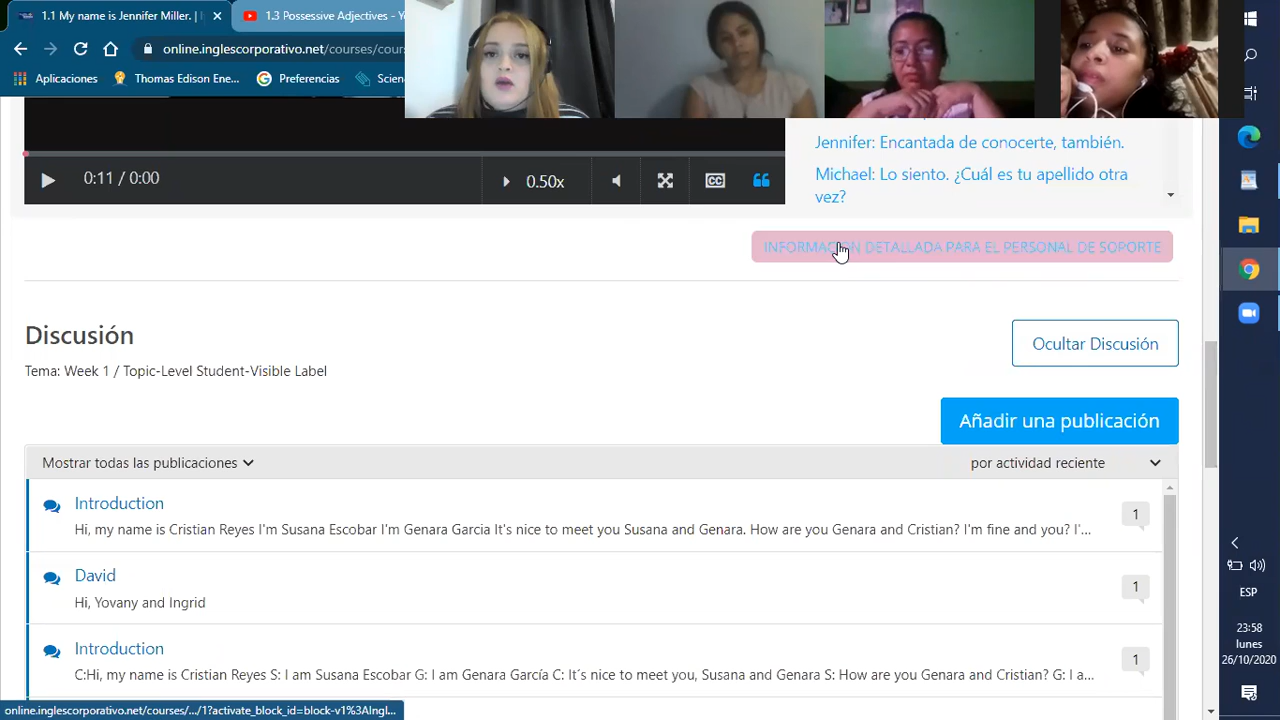 1.1 My name is Jennifer Miller. |
1.3 Possessive Adjectives - Y
online.inglescorporativo.net/courses/cour
Aplicaciones
Thomas Edison Ene...
Preferencias
Scien
Jennifer: Encantada de conocerte, también.
Michael: Lo siento. ¿Cuál es tu apellido otra
vez?
0:11 / 0:00
0.50x
CC
INFORMACIÓN DETALLADA PARA EL PERSONAL DE SOPORTE
Discusión
Ocultar Discusión
Tema: Week 1 / Topic-Level Student-Visible Label
Añadir una publicación
Mostrar todas las publicaciones
por actividad reciente
Introduction
Hi, my name is Cristian Reyes I'm Susana Escobar I'm Genara Garcia It's nice to meet you Susana and Genara. How are you Genara and Cristian? I'm fine and you? I'...
1
David
Hi, Yovany and Ingrid
1
Introduction
C:Hi, my name is Cristian Reyes S: I am Susana Escobar G: I am Genara García C: It´s nice to meet you, Susana and Genara S: How are you Genara and Cristian? G: I a...
1
online.inglescorporativo.net/courses/.../1?activate_block_id=block-v1%3AIngl...
ESP
23:58
lunes
26/10/2020